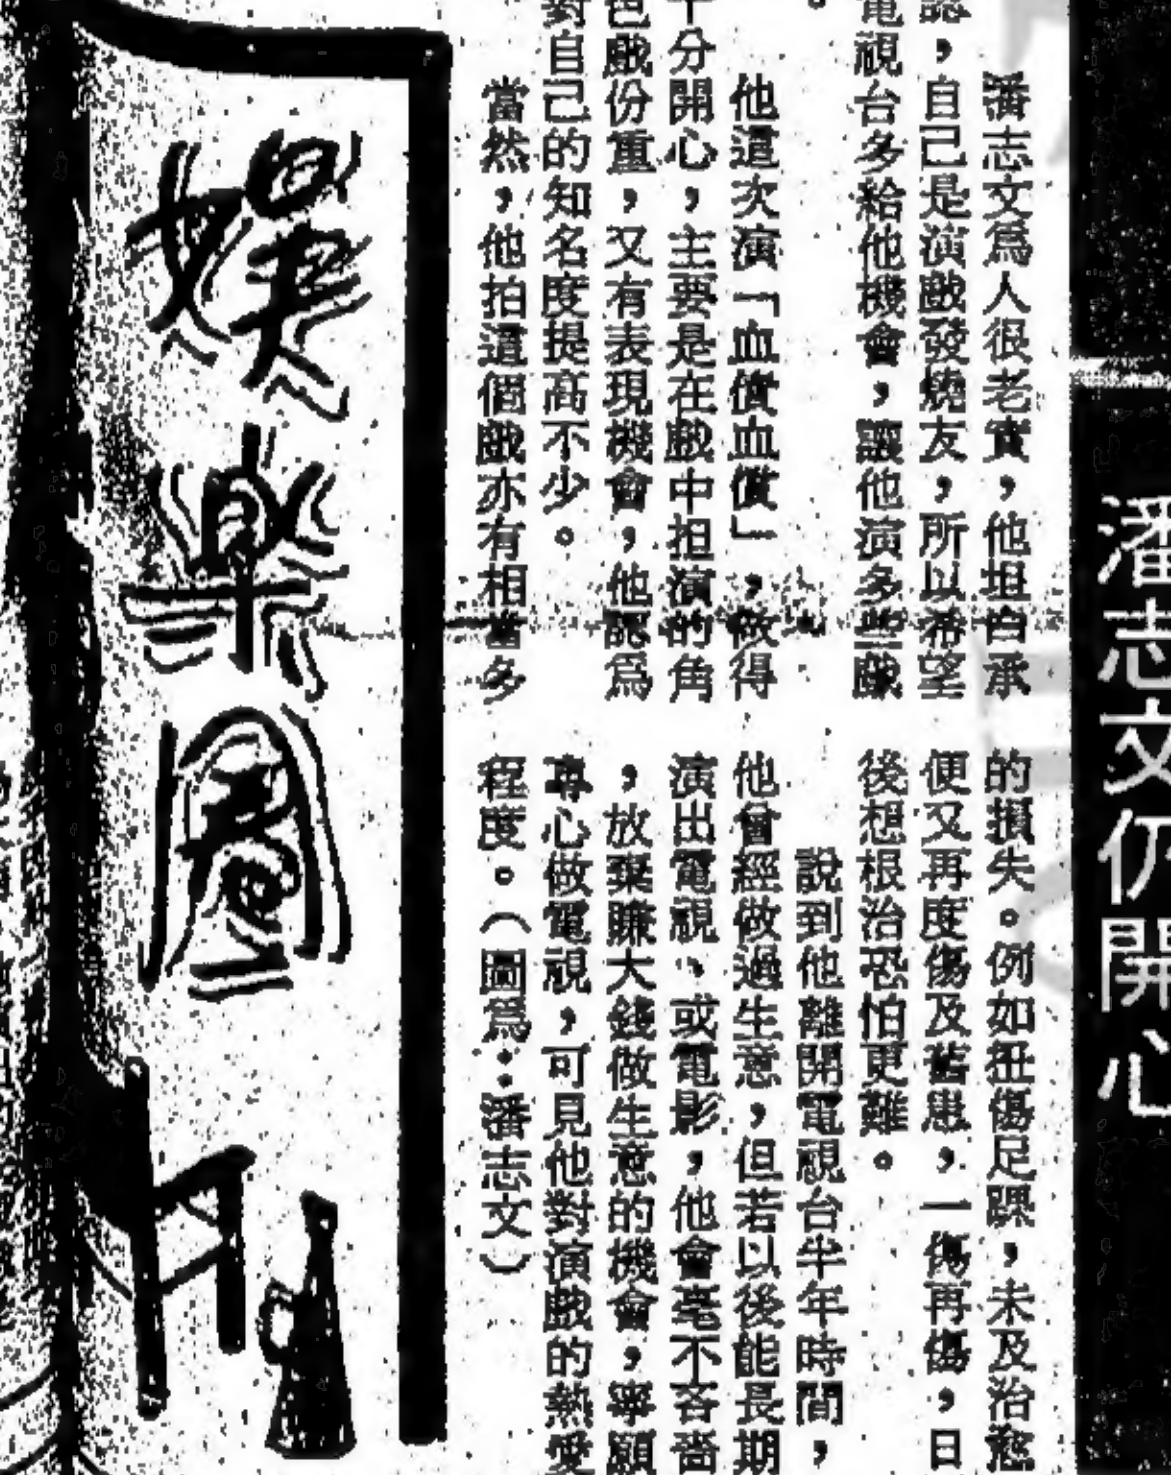 潘志文仍開心
潘志文爲人很老實，他坦白承
認，自己是演戲發燒友，所以希望
電視台多給他機會，讓他演多些戲
。
他這次演「血債血償」，做得
十分開心，主要是在戲中担演的角
色戲份重，又有表現機會，他認爲
對自己的知名度提高不少。
當然，他拍這個戲亦有相當多
的損失。例如扭傷足踝，未及治愈
便又再度傷及舊患，一傷再傷，日
後想根治恐怕更難。
說到他離開電視台半年時間，
他曾經做過生意，但若以後能長期
演出電視、或電影，他會毫不吝嗇
，放棄賺大錢做生意的機會，寧願
專心做電視，可見他對演戲的熱愛
程度。（圖爲：潘志文）
娛樂圈